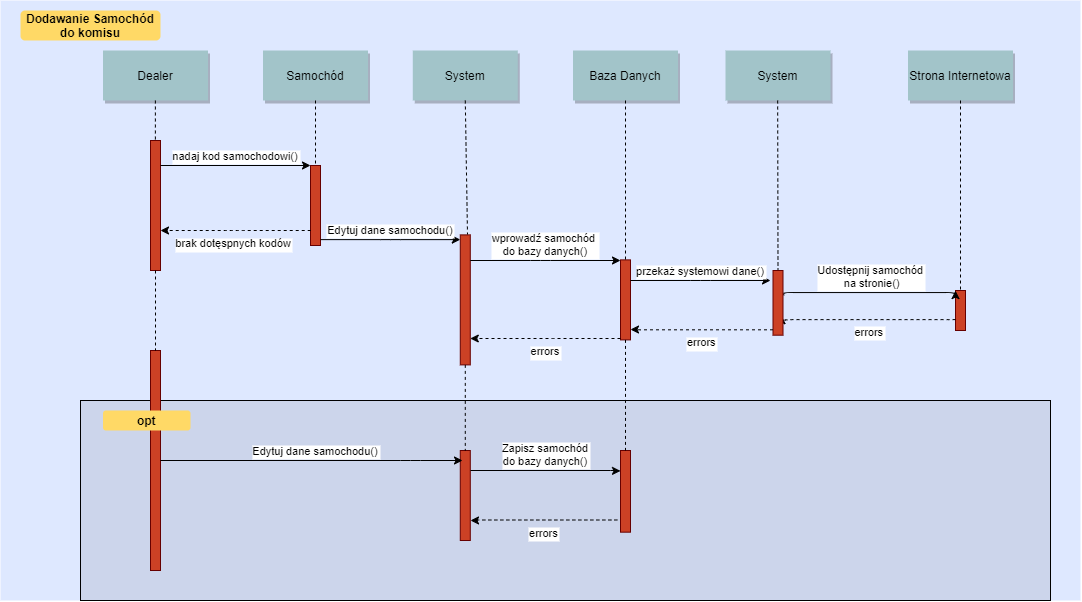 Dodawanie Samochód
do komisu
Dealer
Samochód
System
Baza Danych
System
Strona Internetowa
nadaj kod samochodowi()
brak dotęspnych kodów
Edytuj dane samochodu()
wprowadź samochód
do bazy danych()
przekaż systemowi dane()
Udostępnij samochód
na stronie()
errors
errors
errors
opt
Edytuj dane samochodu()
Zapisz samochód
do bazy danych()
errors